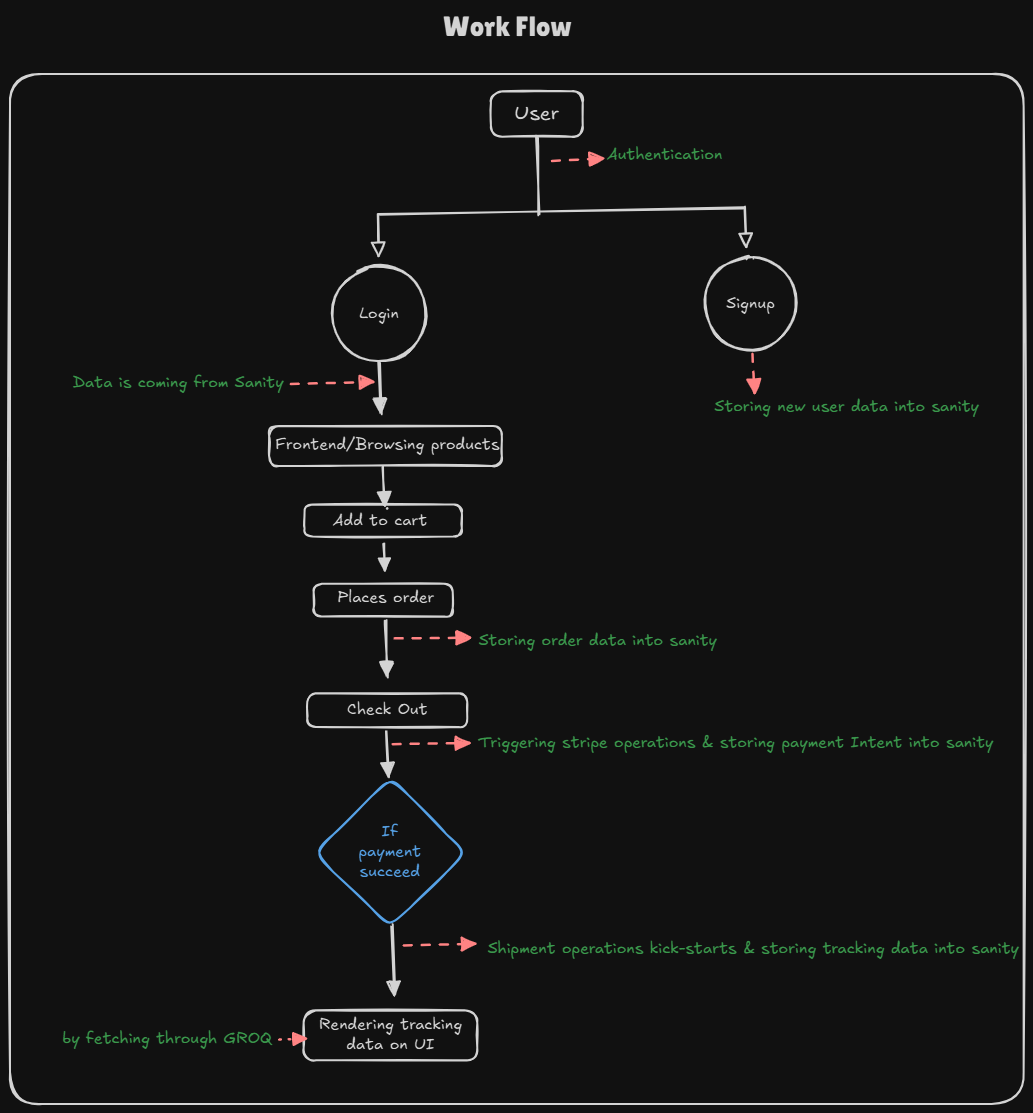 Work Flow
User
Authentication
Login
Signup
Data is coming from Sanity
Storing new user data into sanity
Frontend/Browsing products
Add to cart
Places order
Storing order data into sanity
Check Out
Triggering stripe operations & storing payment Intent into sanity
If
payment
succeed
Shipment operations kick-starts & storing tracking data into sanity
Rendering tracking
data on UI
by fetching through GROQ